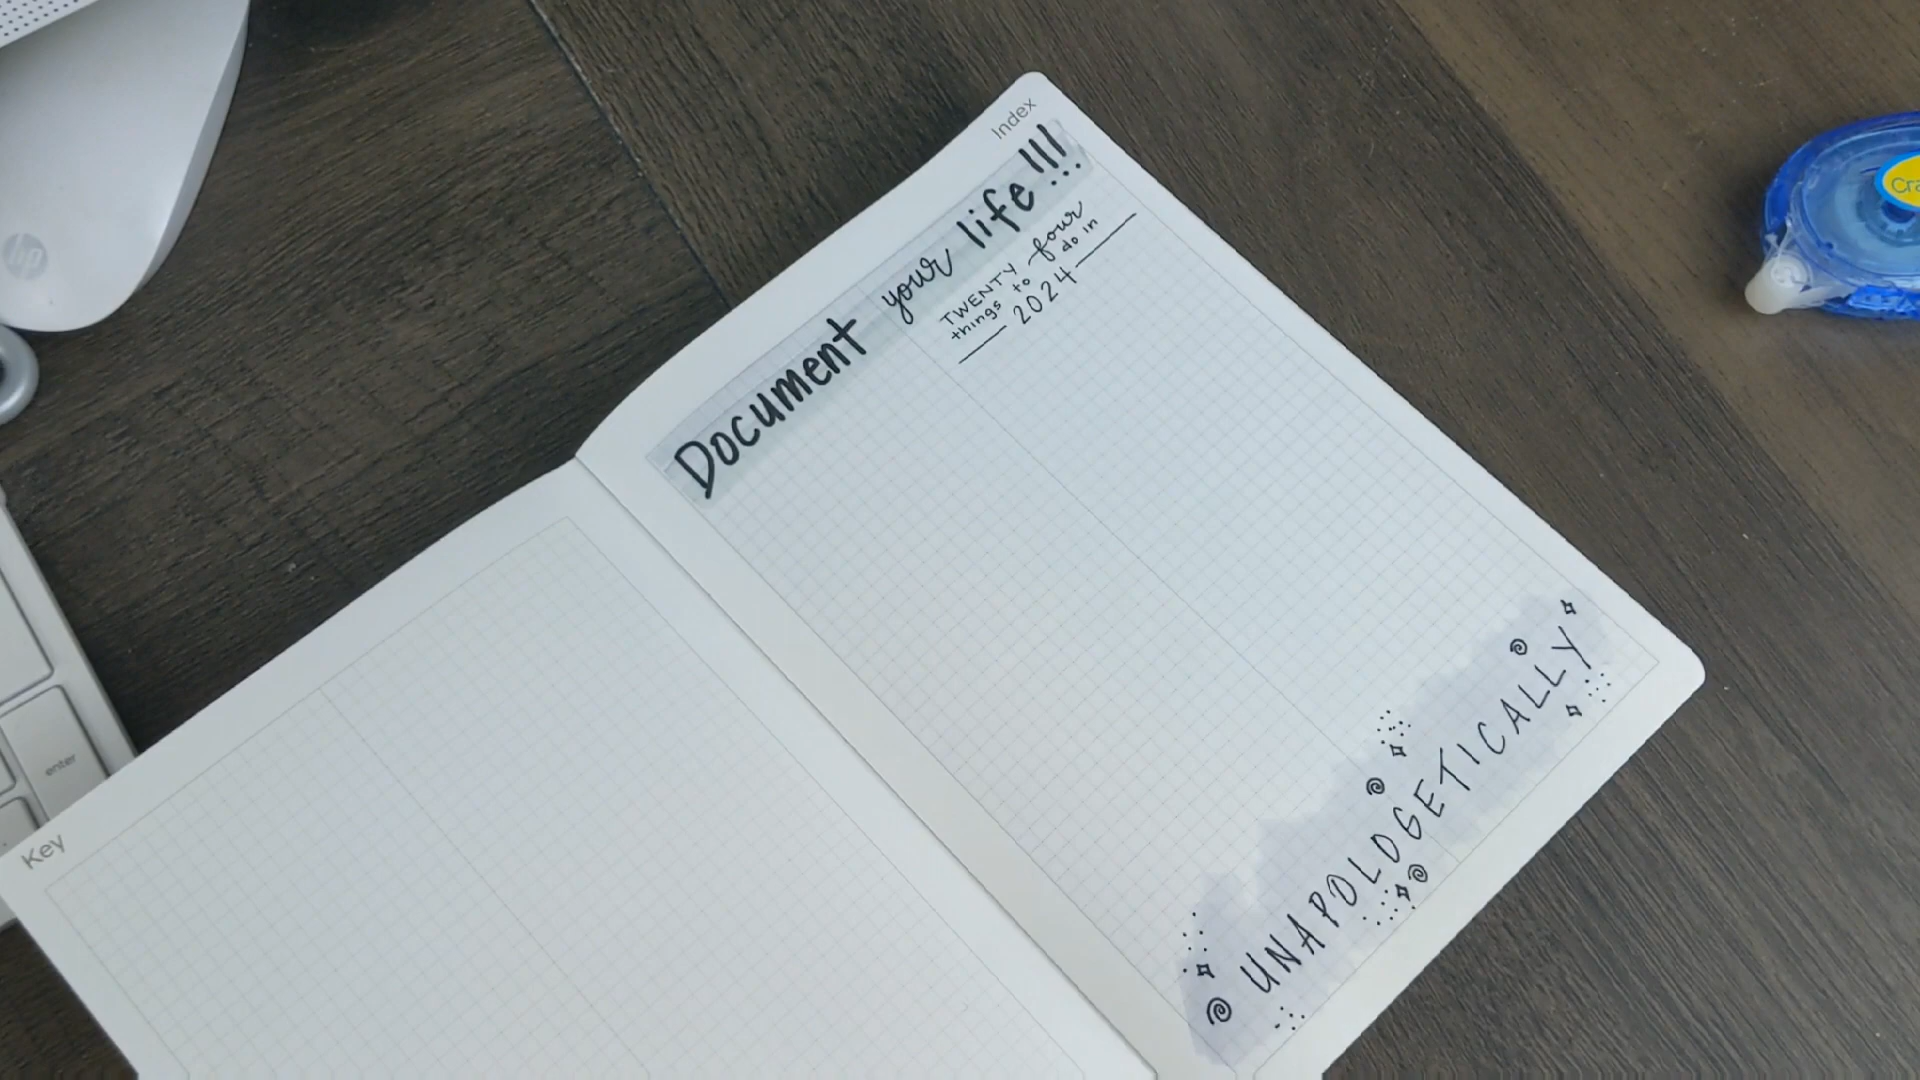 hp
enter
Key
Index
Document your life!!!
TWENTY four
things to do in
2024
UNAPOLOGETICALLY